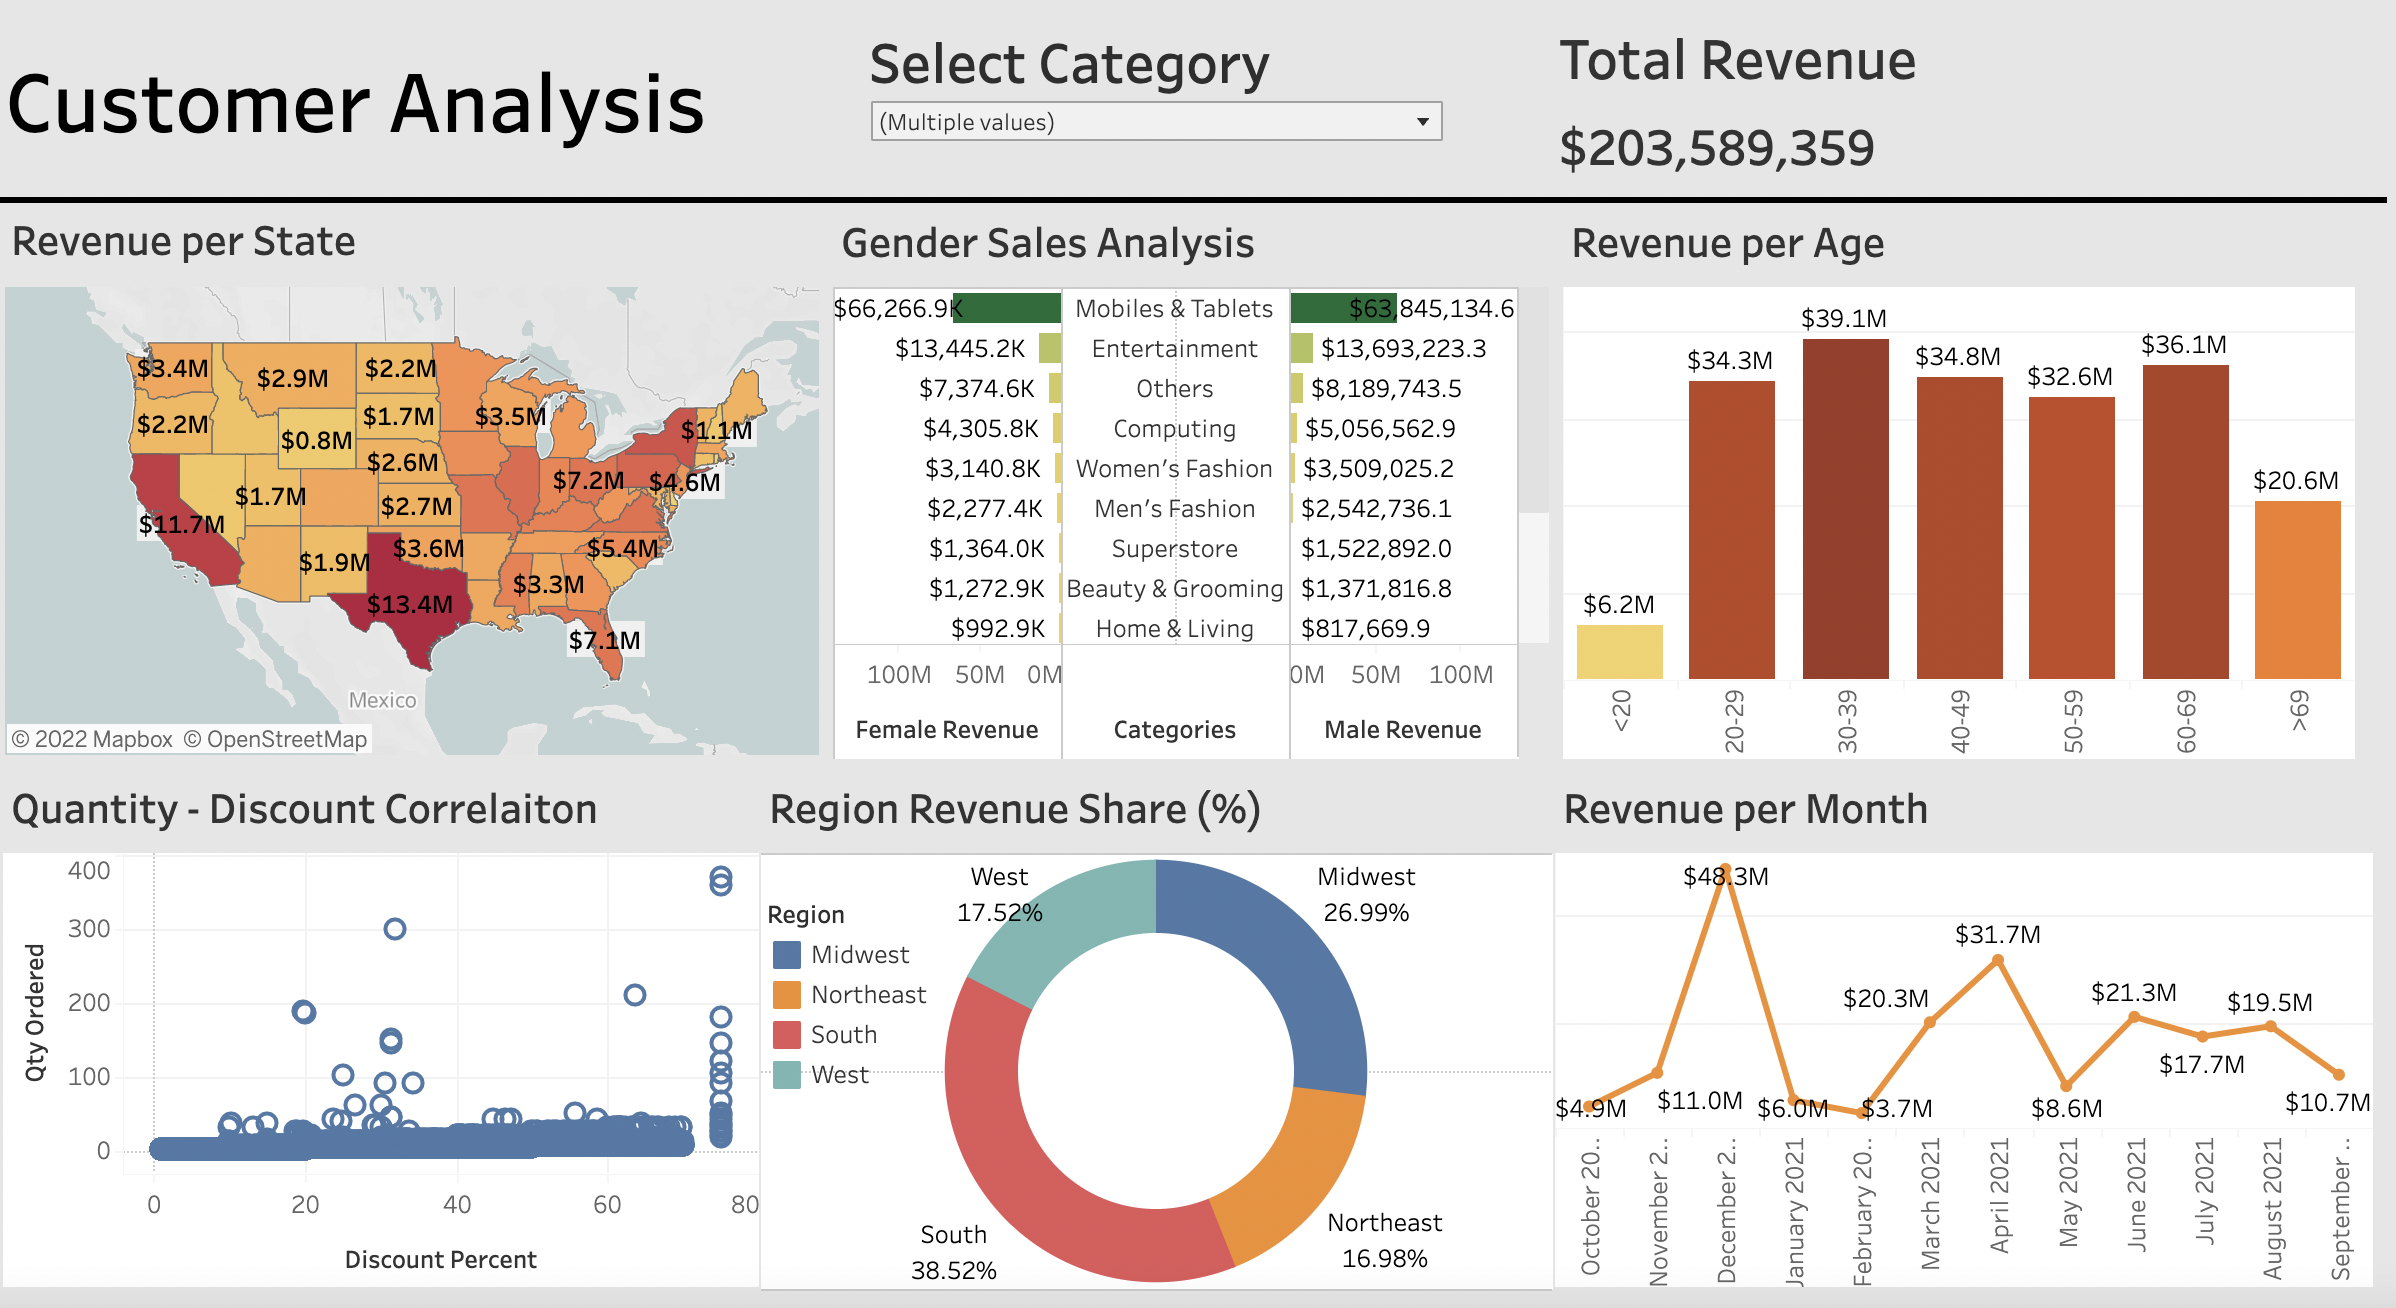 Customer Analysis
Select Category
(Multiple values)
Total Revenue
$203,589,359
Revenue per State
$3.4M
$2.9M
$2.2M
$2.2M
$1.7M
$3.5M
$0.8M
$1.1M
$2.6M
$1.7M
$7.2M
$4.6M
$2.7M
$11.7M
$1.9M
$3.6M
$5.4M
$3.3M
$13.4M
$7.1M
Mexico
© 2022 Mapbox © OpenStreetMap
Gender Sales Analysis
$66,266.9K Mobiles & Tablets $63,845,134.6
$13,445.2K Entertainment $13,693,223.3
$7,374.6K Others $8,189,743.5
$4,305.8K Computing $5,056,562.9
$3,140.8K Women's Fashion $3,509,025.2
$2,277.4K Men's Fashion $2,542,736.1
$1,364.0K Superstore $1,522,892.0
$1,272.9K Beauty & Grooming $1,371,816.8
$992.9K Home & Living $817,669.9
100M 50M 0M 0M 50M 100M
Female Revenue Categories Male Revenue
Revenue per Age
$6.2M
$34.3M
$39.1M
$34.8M
$32.6M
$36.1M
$20.6M
<20
20-29
30-39
40-49
50-59
60-69
>69
Quantity - Discount Correlaiton
Qty Ordered
400
300
200
100
0
0 20 40 60 80
Discount Percent
Region Revenue Share (%)
Region
Midwest
Northeast
South
West
West
17.52%
Midwest
26.99%
South
38.52%
Northeast
16.98%
Revenue per Month
$4.9M
$11.0M
$48.3M
$6.0M
$3.7M
$20.3M
$31.7M
$8.6M
$21.3M
$17.7M
$19.5M
$10.7M
October 20..
November 2..
December 2..
January 2021
February 20..
March 2021
April 2021
May 2021
June 2021
July 2021
August 2021
September ..